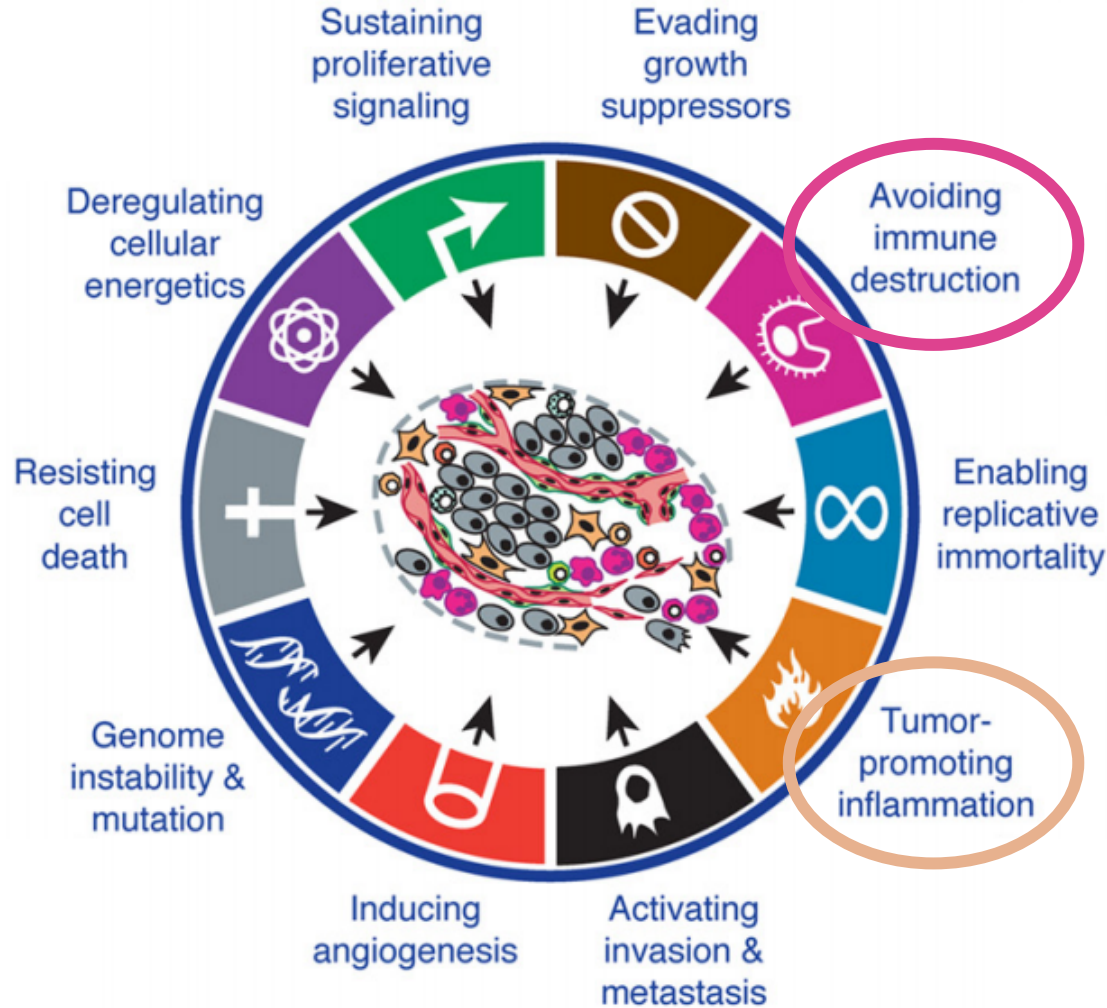 Sustaining
proliferative
signaling
Evading
growth
suppressors
Avoiding
immune
destruction
Enabling
replicative
immortality
Tumor-
promoting
inflammation
Activating
invasion &
metastasis
Inducing
angiogenesis
Genome
instability &
mutation
Resisting
cell
death
Deregulating
cellular
energetics